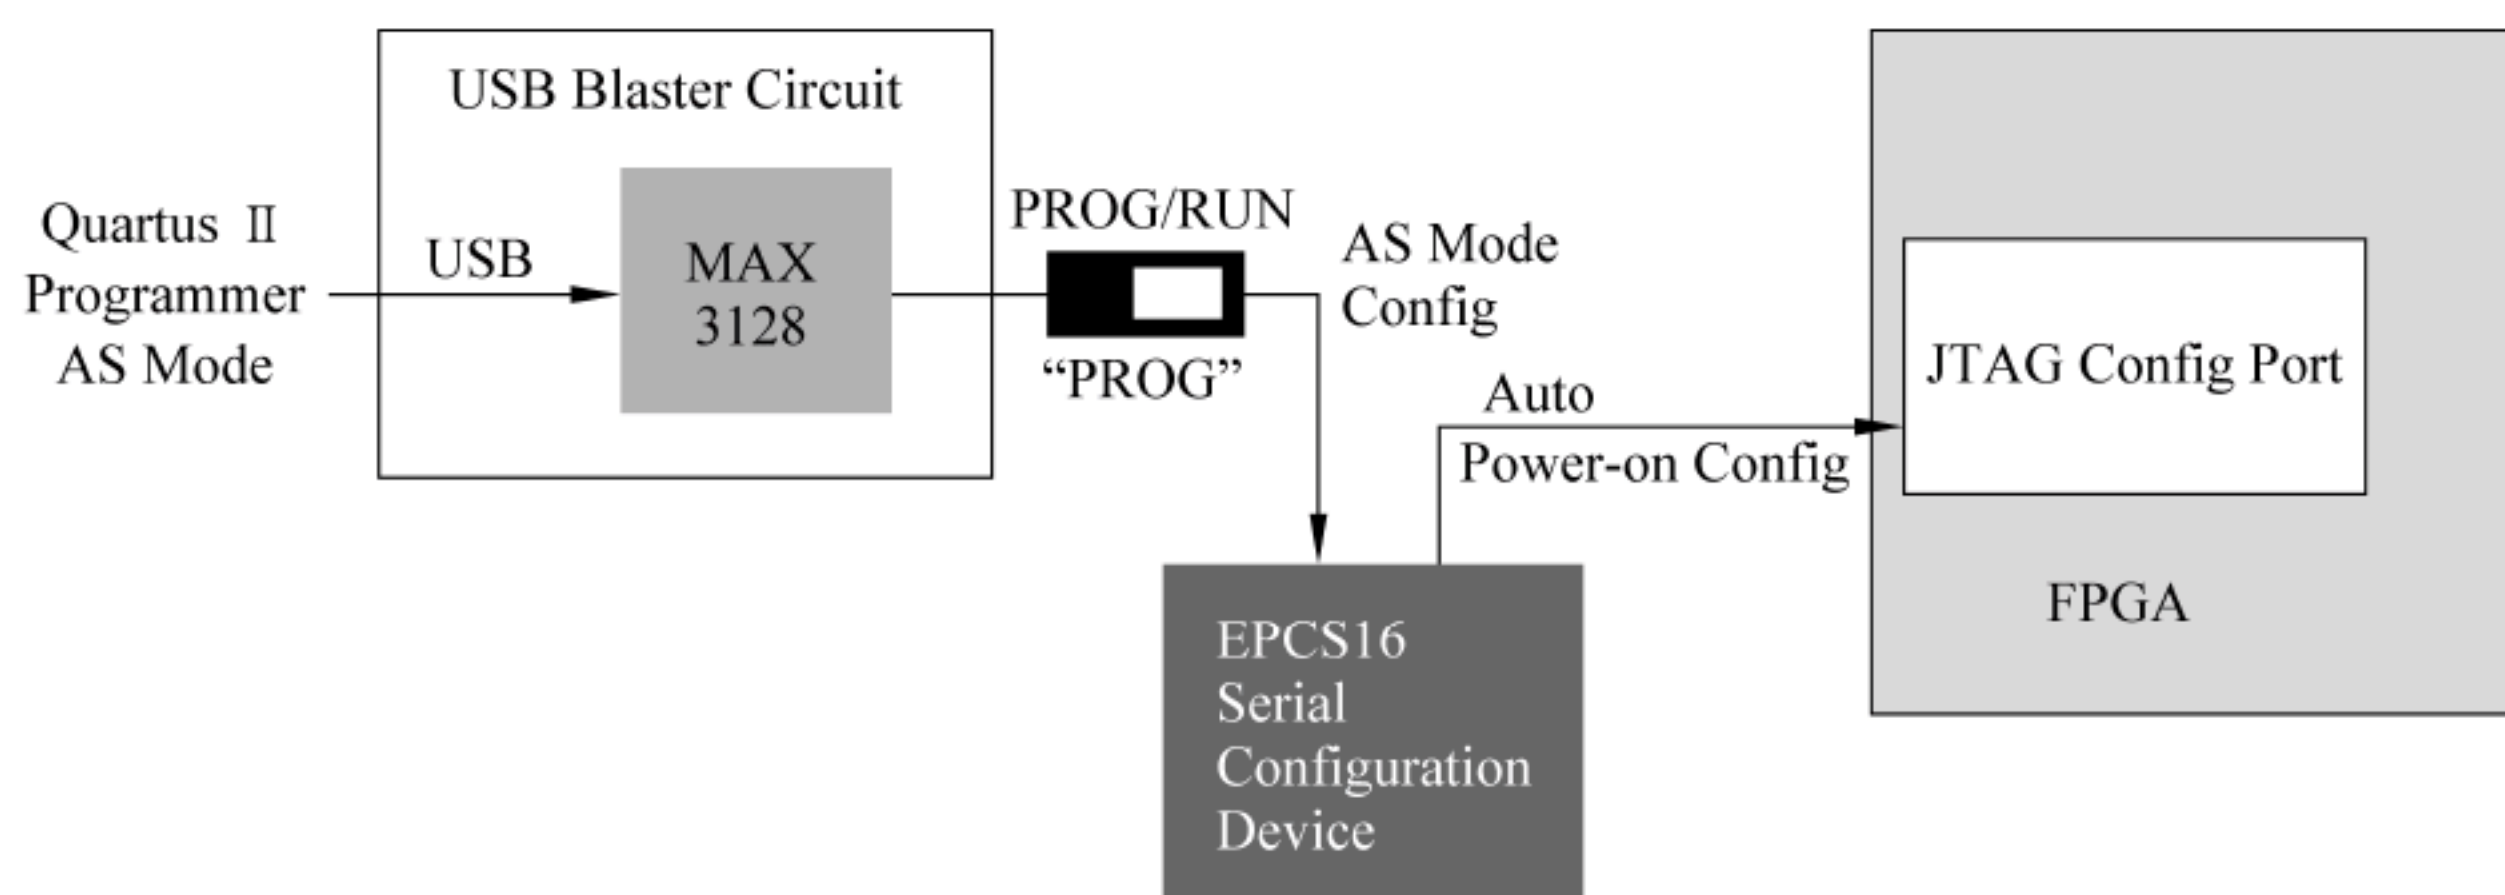 USB Blaster Circuit
Quartus Ⅱ
Programmer
AS Mode
USB
MAX
3128
PROG/RUN
“PROG”
AS Mode
Config
Auto
Power-on Config
JTAG Config Port
FPGA
EPCS16
Serial
Configuration
Device